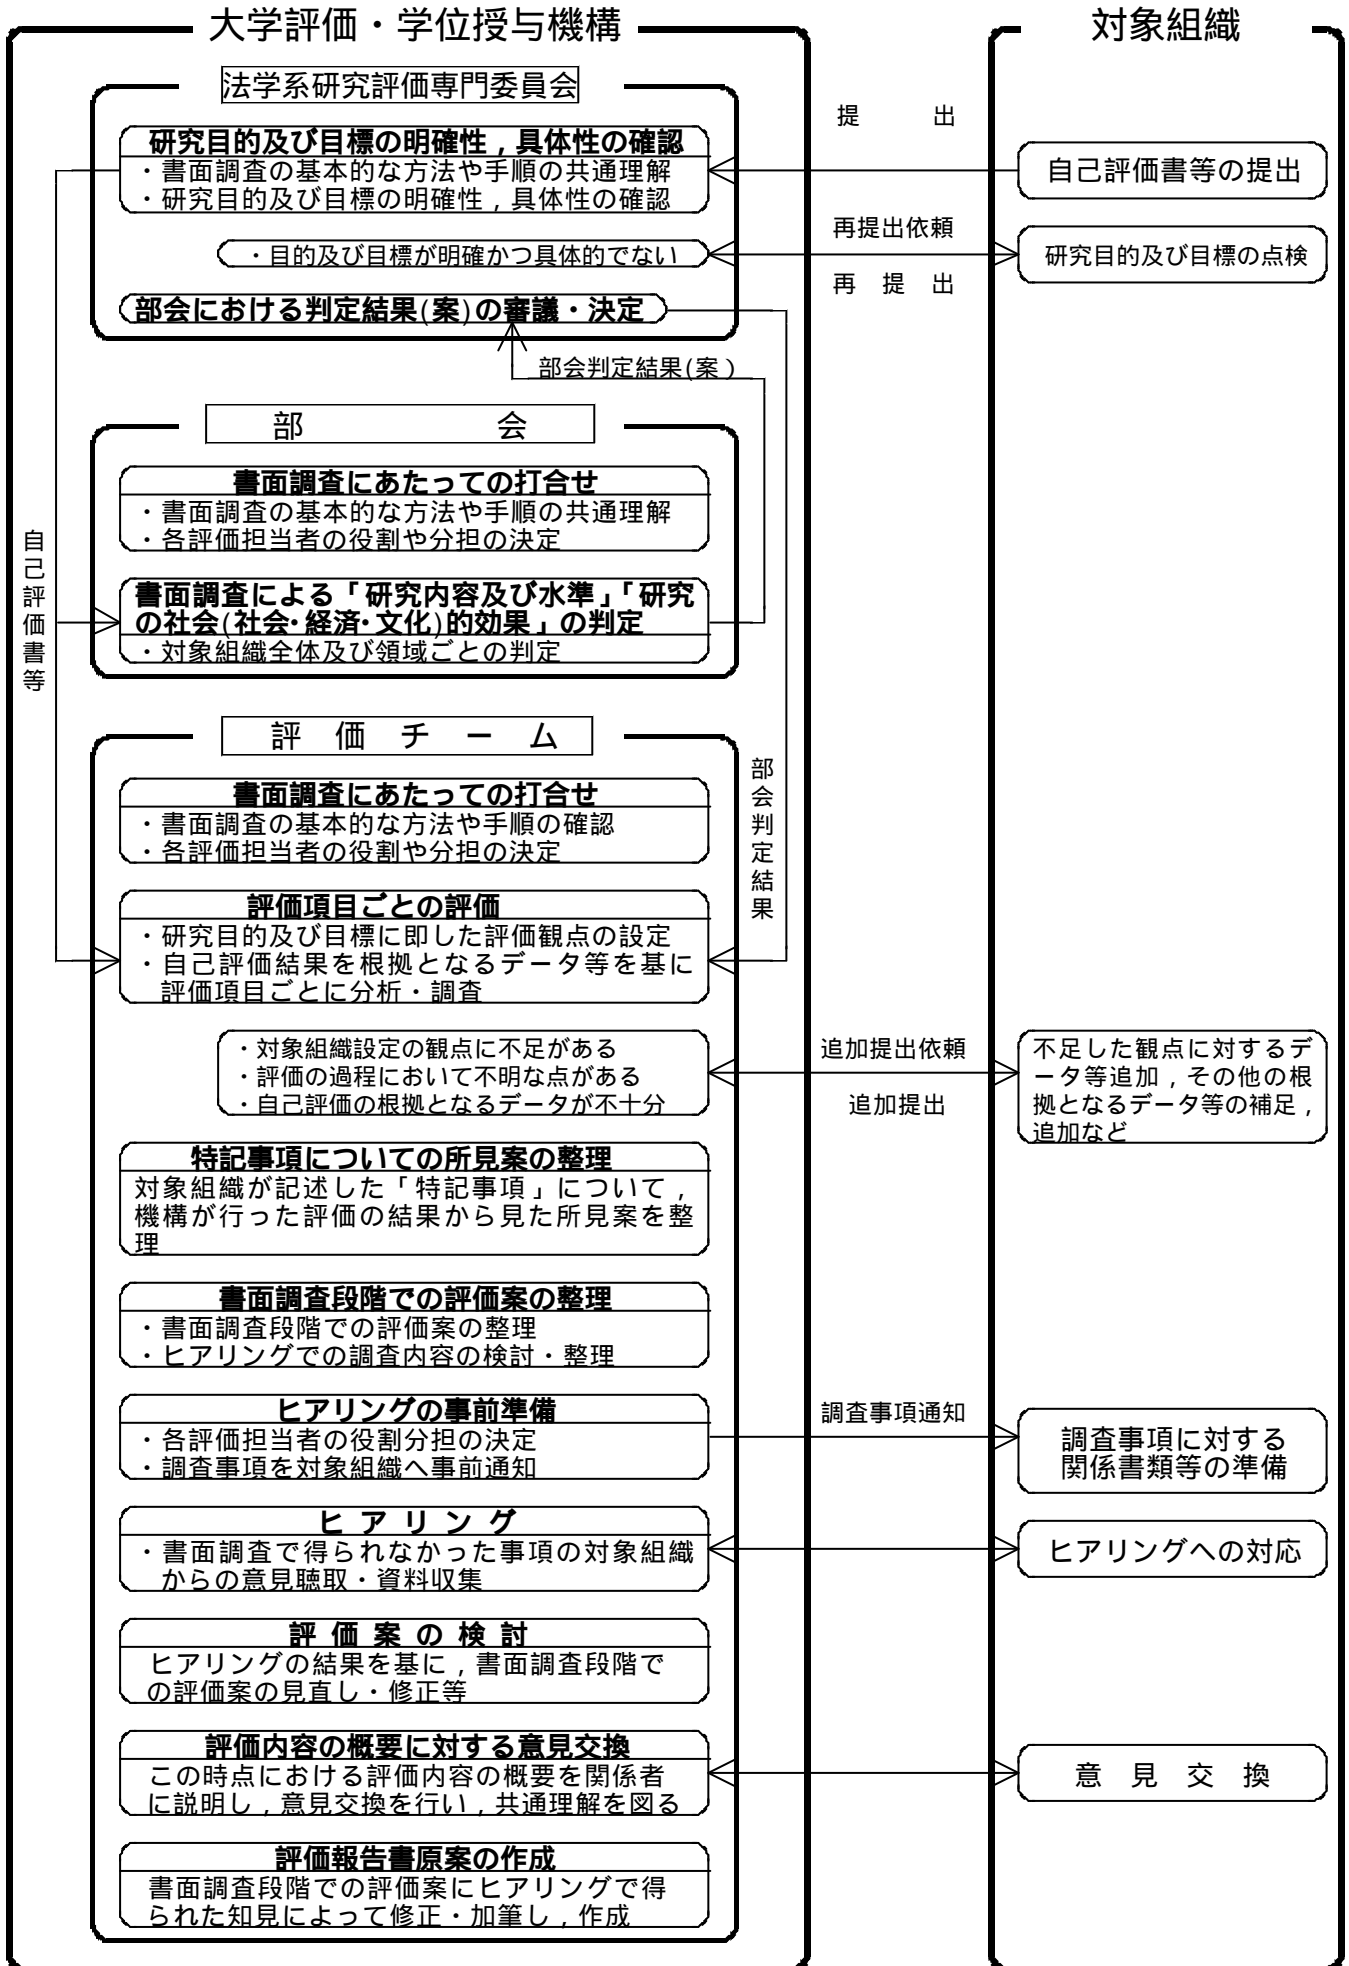 大学評価・学位授与機構
対象組織
法学系研究評価専門委員会
研究目的及び目標の明確性，具体性の確認
・書面調査の基本的な方法や手順の共通理解
・研究目的及び目標の明確性，具体性の確認
提　出
自己評価書等の提出
・目的及び目標が明確かつ具体的でない
再提出依頼
再　提　出
研究目的及び目標の点検
部会における判定結果(案)の審議・決定
部会判定結果(案)
部　会
書面調査にあたっての打合せ
・書面調査の基本的な方法や手順の共通理解
・各評価担当者の役割や分担の決定
自己評価書等
書面調査による「研究内容及び水準」「研究
の社会(社会・経済・文化)的効果」の判定
・対象組織全体及び領域ごとの判定
評　価　チ　ー　ム
書面調査にあたっての打合せ
・書面調査の基本的な方法や手順の確認
・各評価担当者の役割や分担の決定
部会判定結果
評価項目ごとの評価
・研究目的及び目標に即した評価観点の設定
・自己評価結果を根拠となるデータ等を基に
評価項目ごとに分析・調査
・対象組織設定の観点に不足がある
・評価の過程において不明な点がある
・自己評価の根拠となるデータが不十分
追加提出依頼
追加提出
不足した観点に対するデ
ータ等追加，その他の根
拠となるデータ等の補足，
追加など
特記事項についての所見案の整理
対象組織が記述した「特記事項」について，
機構が行った評価の結果から見た所見案を整
理
書面調査段階での評価案の整理
・書面調査段階での評価案の整理
・ヒアリングでの調査内容の検討・整理
ヒアリングの事前準備
・各評価担当者の役割分担の決定
・調査事項を対象組織へ事前通知
調査事項通知
調査事項に対する
関係書類等の準備
ヒ ア リ ン グ
・書面調査で得られなかった事項の対象組織
からの意見聴取・資料収集
ヒアリングへの対応
評 価 案 の 検 討
ヒアリングの結果を基に，書面調査段階で
の評価案の見直し・修正等
評価内容の概要に対する意見交換
この時点における評価内容の概要を関係者
に説明し，意見交換を行い，共通理解を図る
意　見　交　換
評価報告書原案の作成
書面調査段階での評価案にヒアリングで得
られた知見によって修正・加筆し，作成